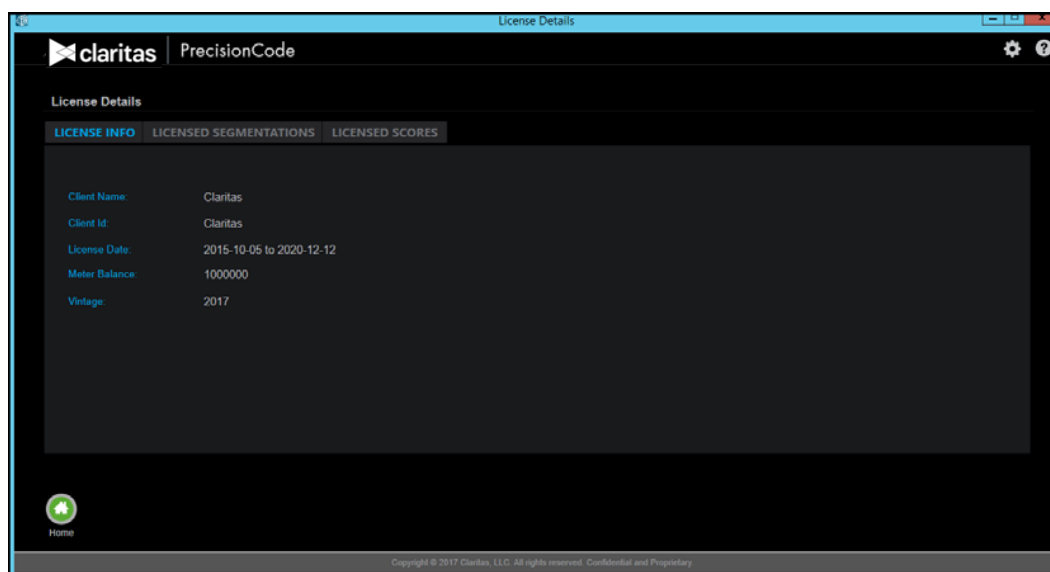 License Details
claritas PrecisionCode
License Details
LICENSE INFO LICENSED SEGMENTATIONS LICENSED SCORES
Client Name: Claritas
Client Id: Claritas
License Date: 2015-10-05 to 2020-12-12
Meter Balance: 1000000
Vintage: 2017
Home
Copyright © 2017 Claritas, LLC. All rights reserved. Confidential and Proprietary